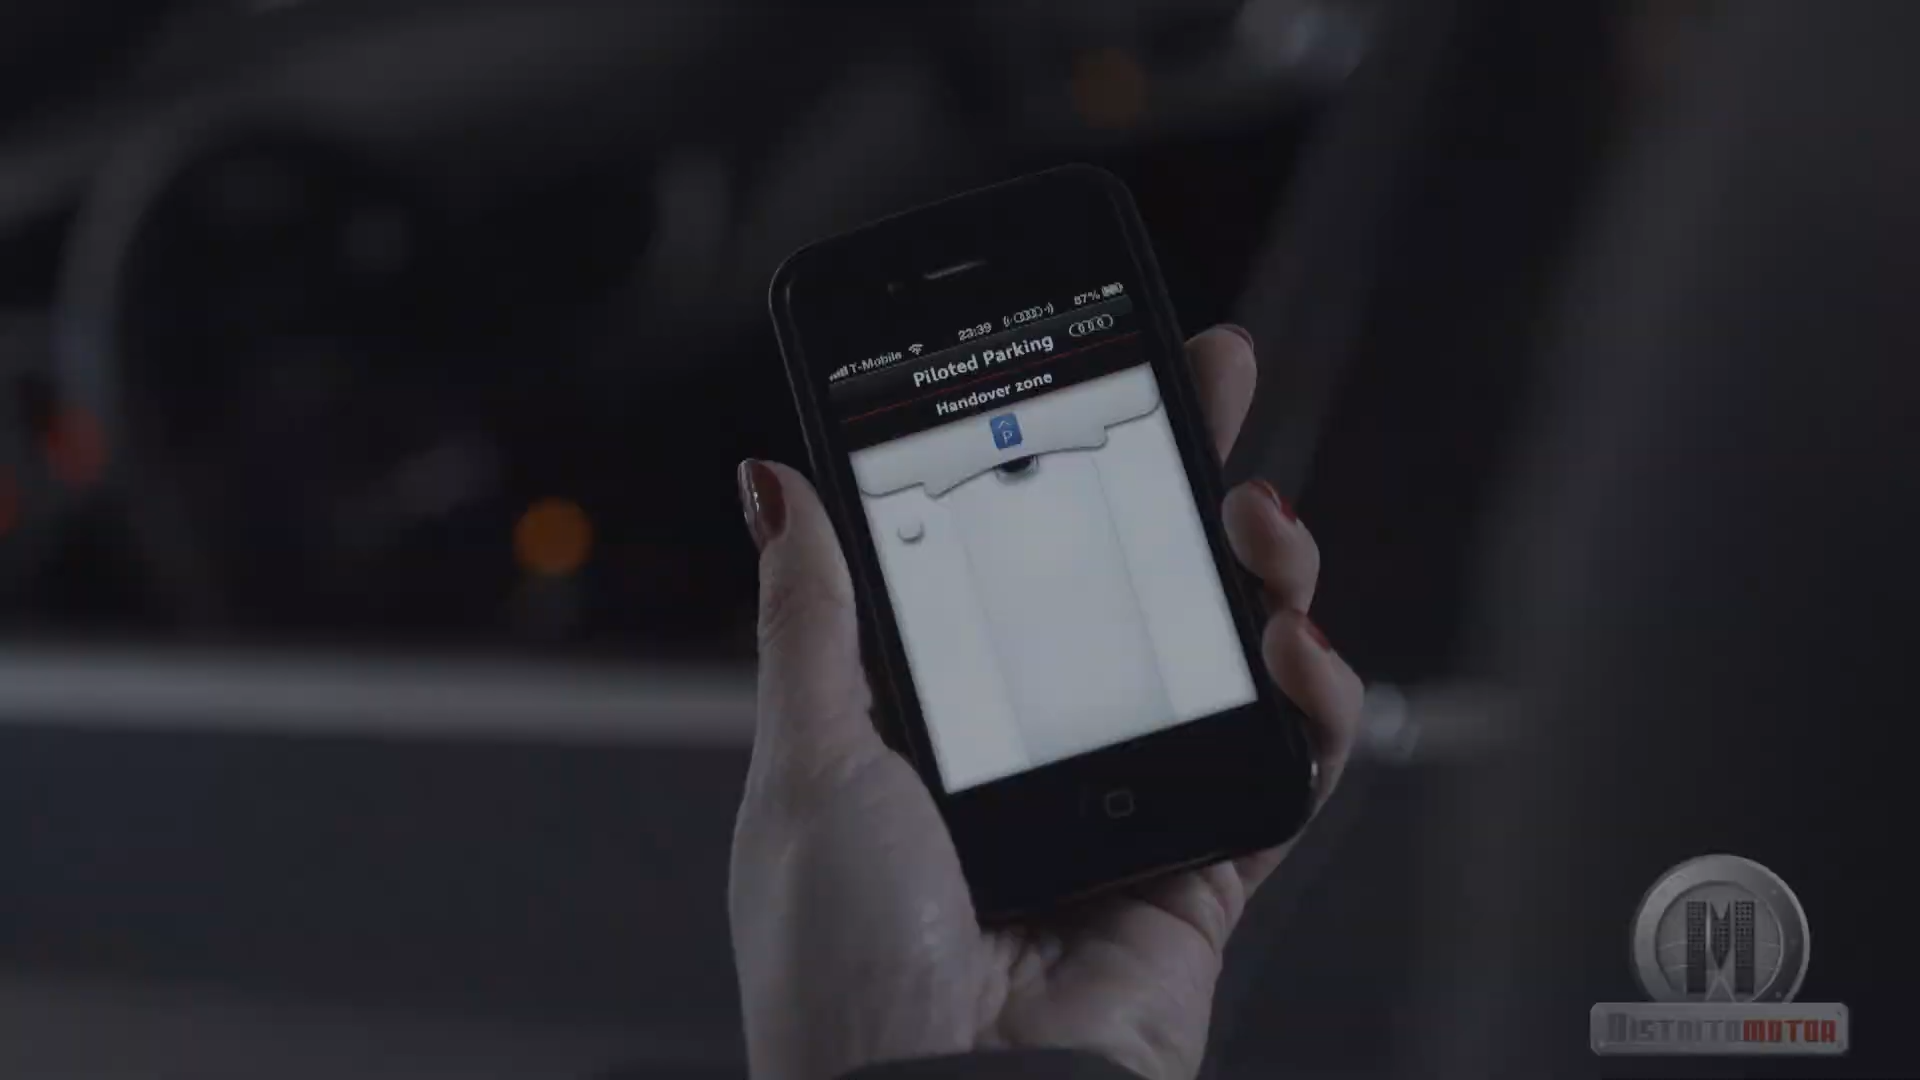 T-Mobile 23:39 87%
Piloted Parking
Handover zone
P
DISTRITOMOTOR